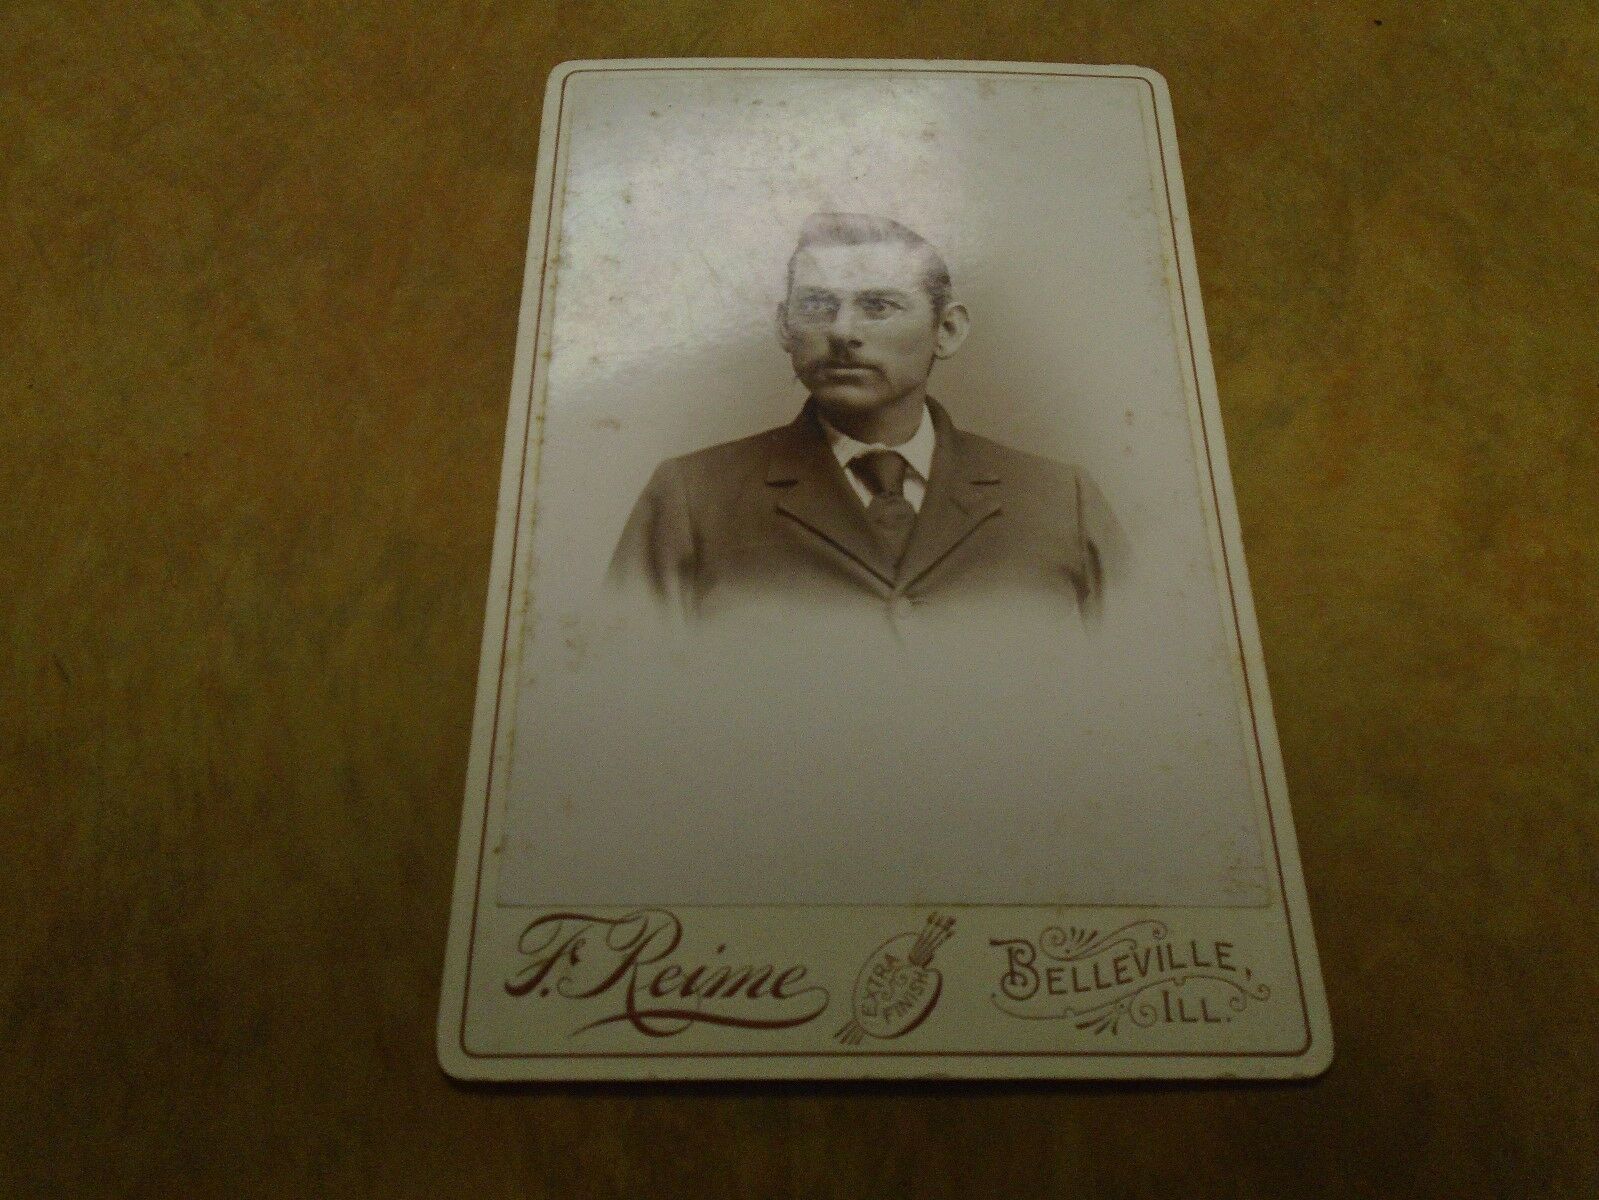 F. Reime
EXTRA
FINISH
BELLEVILLE,
ILL.